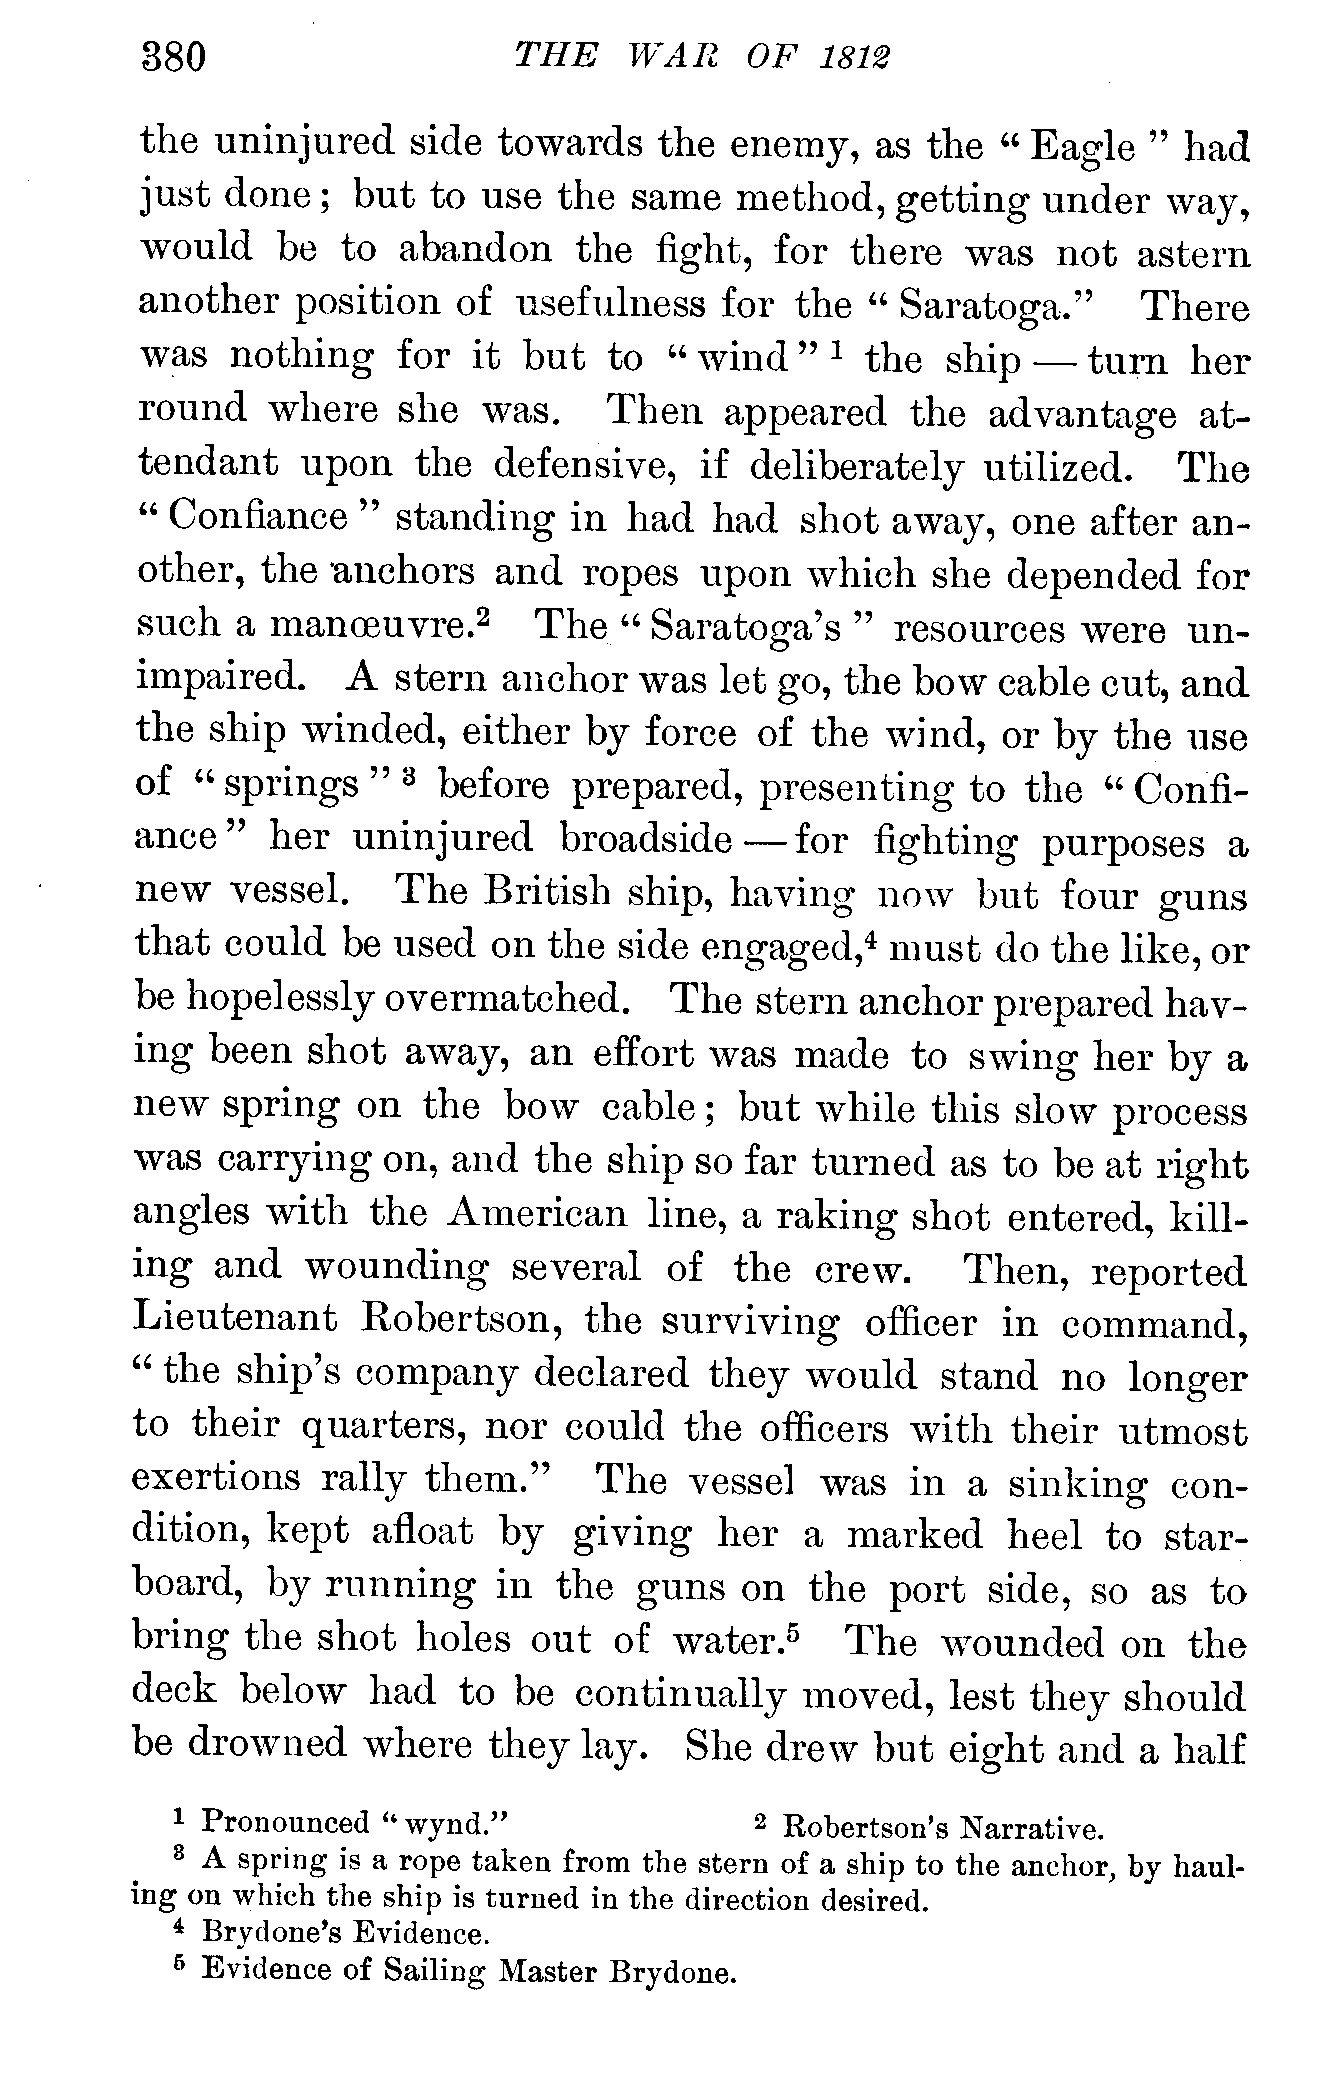 380 THE WAR OF 1812
the uninjured side towards the enemy, as the “ Eagle ” had
just done ; but to use the same method, getting under way,
would be to abandon the fight, for there was not astern
another position of usefulness for the “ Saratoga.” There
was nothing for it but to “ wind ” ¹ the ship — turn her
round where she was. Then appeared the advantage at-
tendant upon the defensive, if deliberately utilized. The
“ Confiance ” standing in had had shot away, one after an-
other, the anchors and ropes upon which she depended for
such a manœuvre.² The “ Saratoga’s ” resources were un-
impaired. A stern anchor was let go, the bow cable cut, and
the ship winded, either by force of the wind, or by the use
of “ springs ” ³ before prepared, presenting to the “ Confi-
ance ” her uninjured broadside — for fighting purposes a
new vessel. The British ship, having now but four guns
that could be used on the side engaged,⁴ must do the like, or
be hopelessly overmatched. The stern anchor prepared hav-
ing been shot away, an effort was made to swing her by a
new spring on the bow cable ; but while this slow process
was carrying on, and the ship so far turned as to be at right
angles with the American line, a raking shot entered, kill-
ing and wounding several of the crew. Then, reported
Lieutenant Robertson, the surviving officer in command,
“ the ship’s company declared they would stand no longer
to their quarters, nor could the officers with their utmost
exertions rally them.” The vessel was in a sinking con-
dition, kept afloat by giving her a marked heel to star-
board, by running in the guns on the port side, so as to
bring the shot holes out of water.⁵ The wounded on the
deck below had to be continually moved, lest they should
be drowned where they lay. She drew but eight and a half
¹ Pronounced “ wynd.” ² Robertson’s Narrative.
³ A spring is a rope taken from the stern of a ship to the anchor, by haul-
ing on which the ship is turned in the direction desired.
⁴ Brydone’s Evidence.
⁵ Evidence of Sailing Master Brydone.